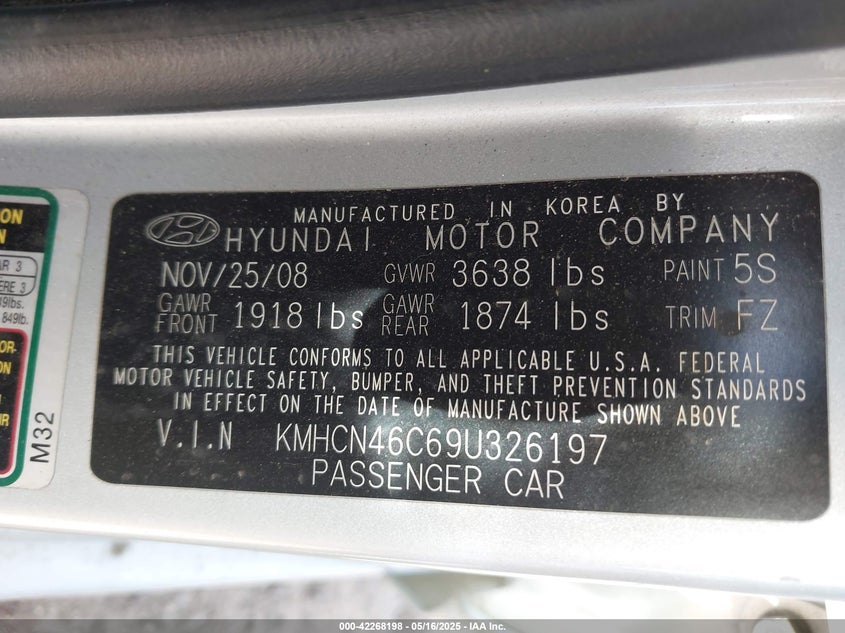 MANUFACTURED IN KOREA BY
HYUNDAI MOTOR COMPANY
NOV/25/08 GVWR 3638 lbs PAINT 5S
GAWR FRONT 1918 lbs GAWR REAR 1874 lbs TRIM FZ
THIS VEHICLE CONFORMS TO ALL APPLICABLE U.S.A. FEDERAL
MOTOR VEHICLE SAFETY, BUMPER, AND THEFT PREVENTION STANDARDS
IN EFFECT ON THE DATE OF MANUFACTURE SHOWN ABOVE
V.I.N KMHCN46C69U326197
PASSENGER CAR
M32
ON
849lb.
000-42268198 - 05/16/2025 - IAA Inc.